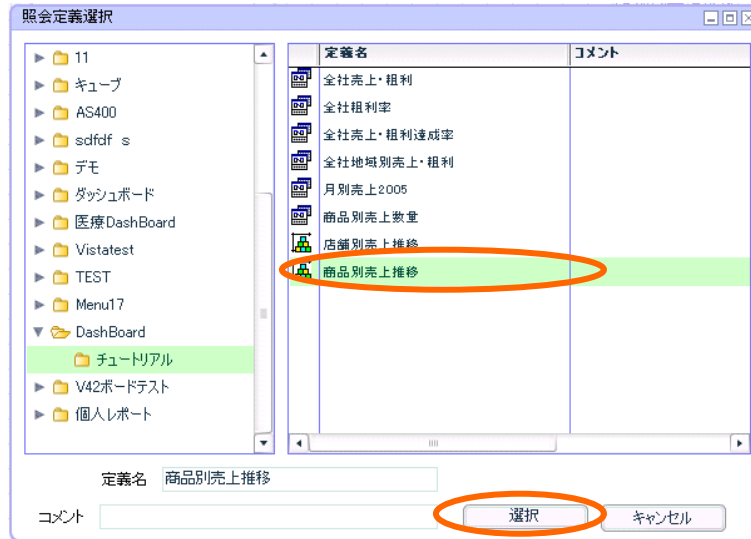 照会定義選択
11
キューブ
AS400
sdfdf s
デモ
ダッシュボード
医療DashBoard
Vistatest
TEST
Menu17
DashBoard
チュートリアル
V42ボードテスト
個人レポート
定義名 コメント
全社売上・粗利
全社粗利率
全社売上・粗利達成率
全社地域別売上・粗利
月別売上2005
商品別売上数量
店舗別売上推移
商品別売上推移
定義名 商品別売上推移
コメント 選択 キャンセル